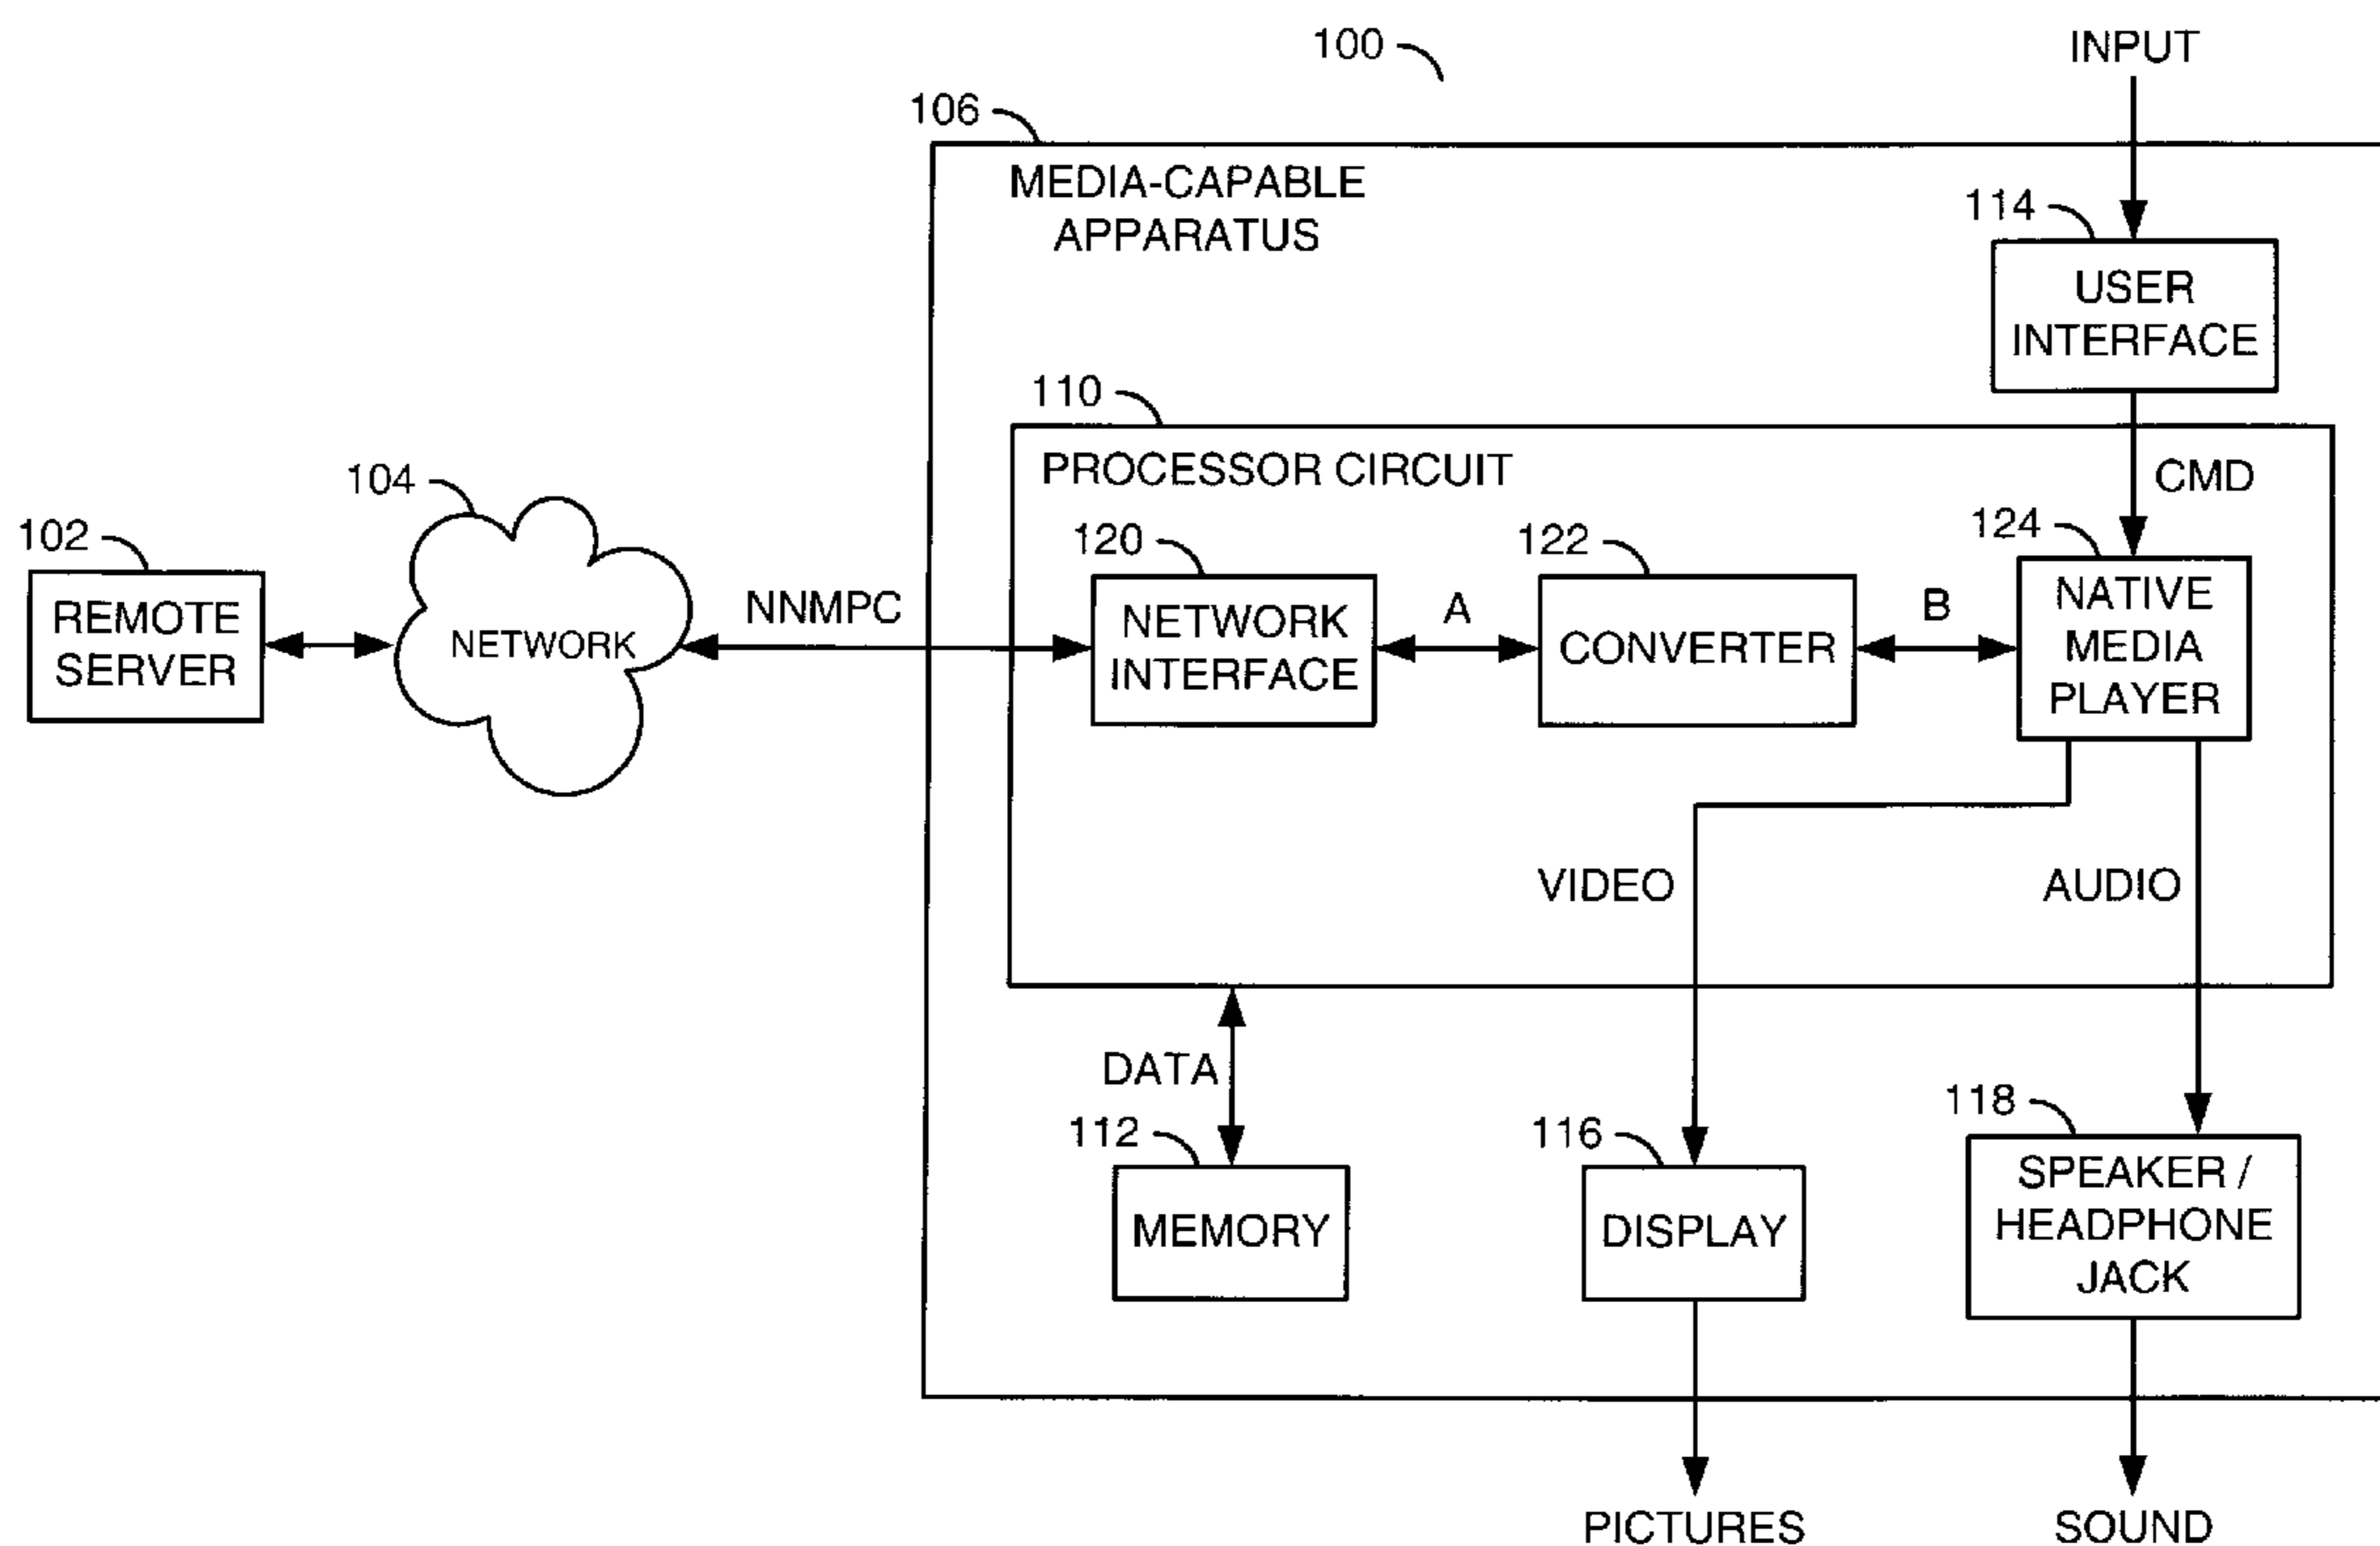 100
INPUT
106
MEDIA-CAPABLE
APPARATUS
114
USER
INTERFACE
110
PROCESSOR CIRCUIT
CMD
104
102
120
122
124
REMOTE
SERVER
NETWORK
NNMPC
NETWORK
INTERFACE
A
CONVERTER
B
NATIVE
MEDIA
PLAYER
VIDEO
AUDIO
DATA
112
116
118
MEMORY
DISPLAY
SPEAKER /
HEADPHONE
JACK
PICTURES
SOUND